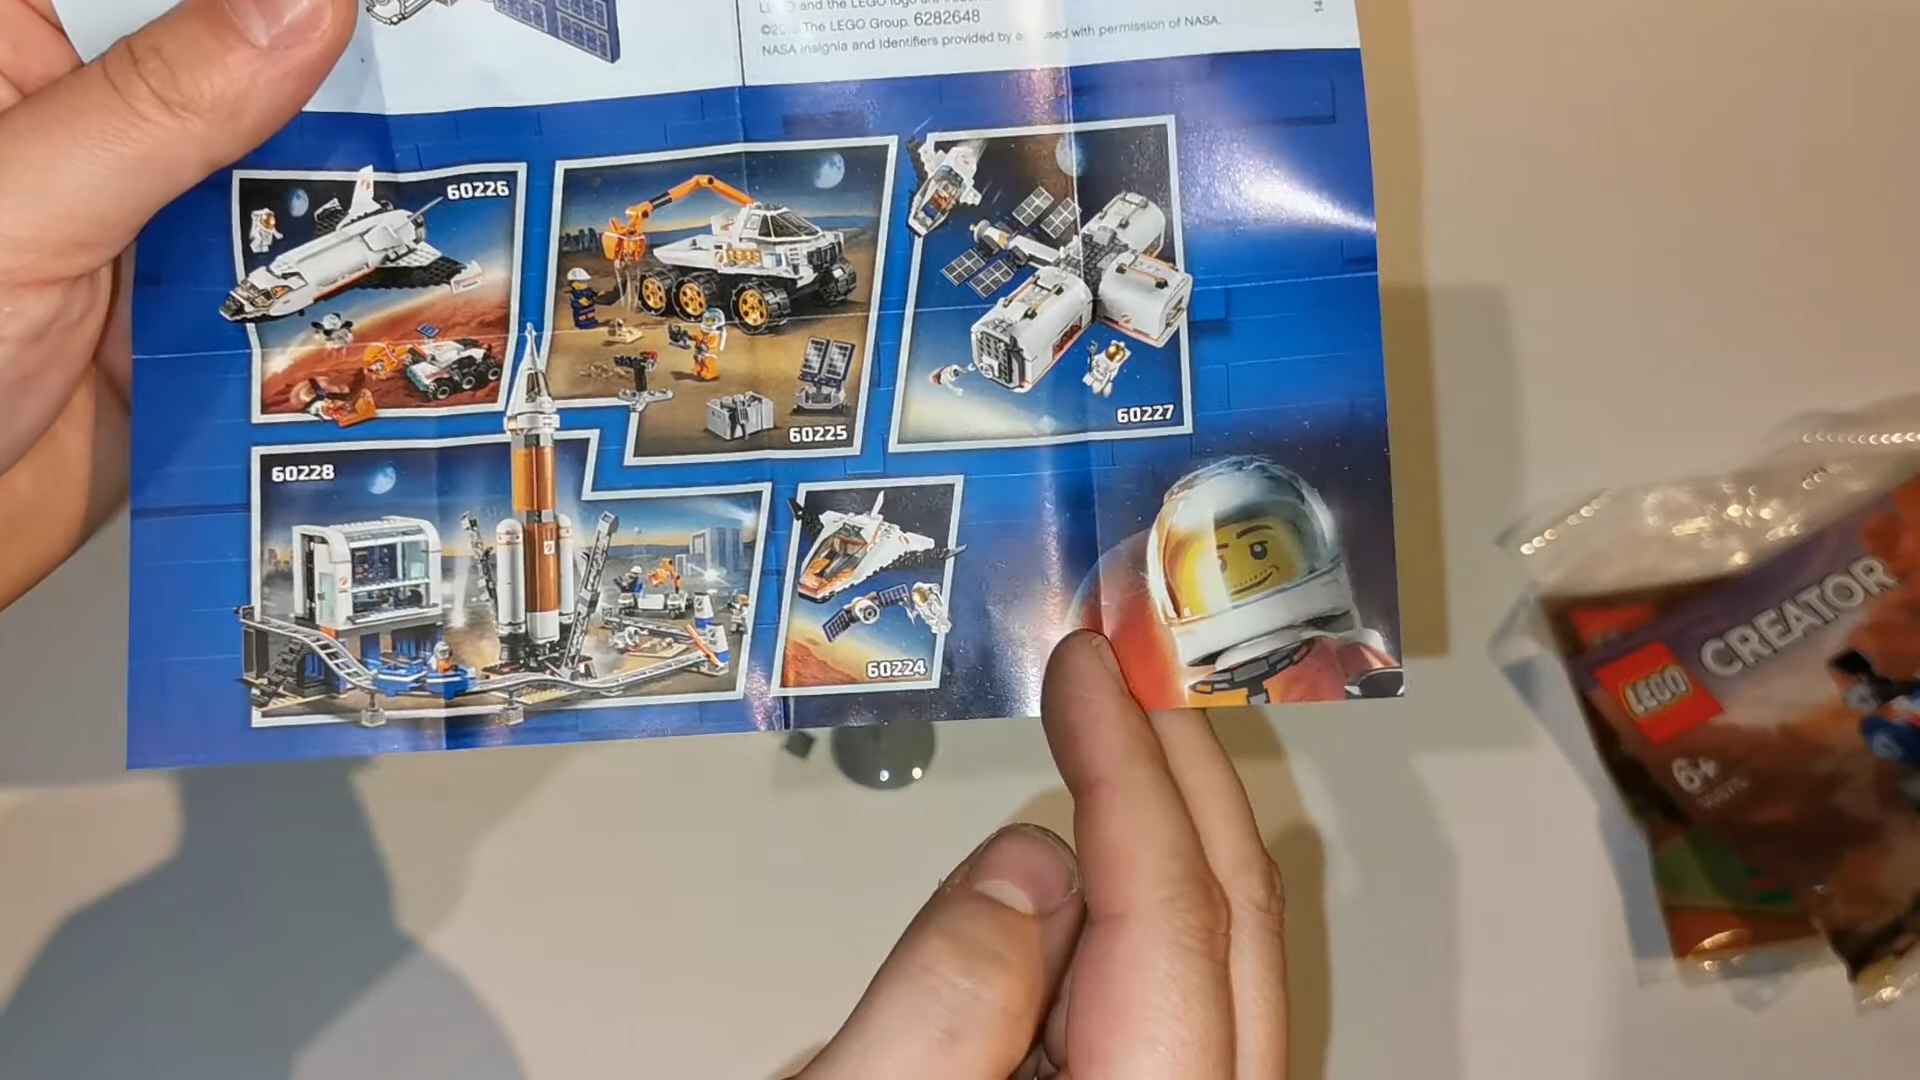 and the LEGO logo are
The LEGO Group. 6282648
NASA insignia and identifiers provided by used with permission of NASA.
60226
60225
60227
60228
60224
LEGO
CREATOR
6+